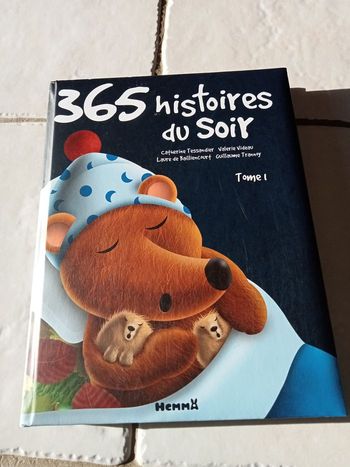 365 histoires
du soir
Catherine Tessandier Valérie Videau
Laure de Bailliencourt Guillaume Trannoy
Tome 1
Hemma